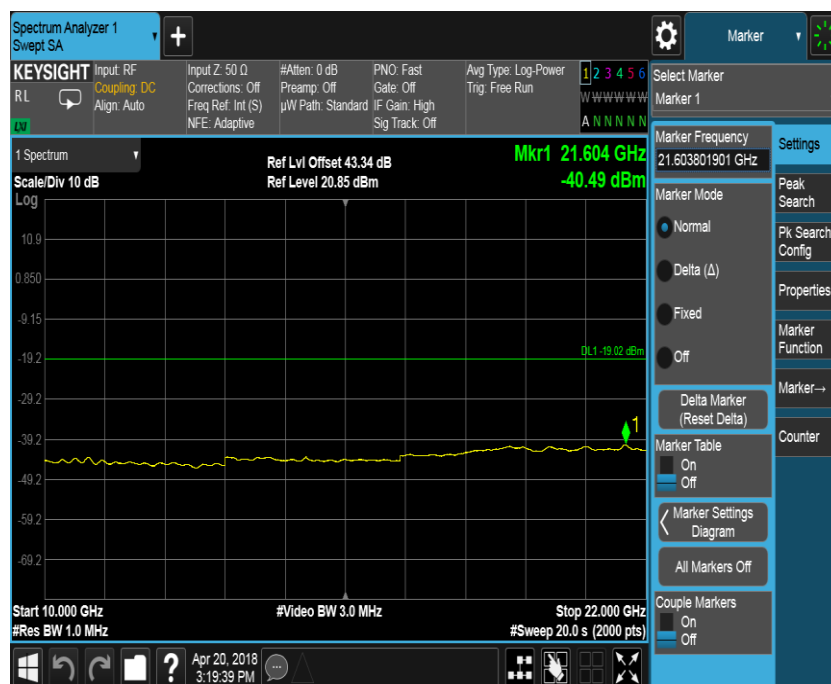 Spectrum Analyzer 1
Swept SA
Marker
KEYSIGHT
RL
LXI
Input: RF
Coupling: DC
Align: Auto
Input Z: 50 Ω
Corrections: Off
Freq Ref: Int (S)
NFE: Adaptive
#Atten: 0 dB
Preamp: Off
µW Path: Standard
PNO: Fast
Gate: Off
IF Gain: High
Sig Track: Off
Avg Type: Log-Power
Trig: Free Run
1 2 3 4 5 6
W W W W W W
A N N N N N
Select Marker
Marker 1
1 Spectrum
Scale/Div 10 dB
Log
Ref Lvl Offset 43.34 dB
Ref Level 20.85 dBm
Mkr1 21.604 GHz
-40.49 dBm
10.9
0.850
-9.15
-19.2
-29.2
-39.2
-49.2
-59.2
-69.2
DL1 -19.02 dBm
1
Start 10.000 GHz
#Res BW 1.0 MHz
#Video BW 3.0 MHz
Stop 22.000 GHz
#Sweep 20.0 s (2000 pts)
Marker Frequency
21.603801901 GHz
Marker Mode
Normal
Delta (Δ)
Fixed
Off
Delta Marker
(Reset Delta)
Marker Table
On
Off
Marker Settings
Diagram
All Markers Off
Couple Markers
On
Off
Settings
Peak
Search
Pk Search
Config
Properties
Marker
Function
Marker→
Counter
?
Apr 20, 2018
3:19:39 PM